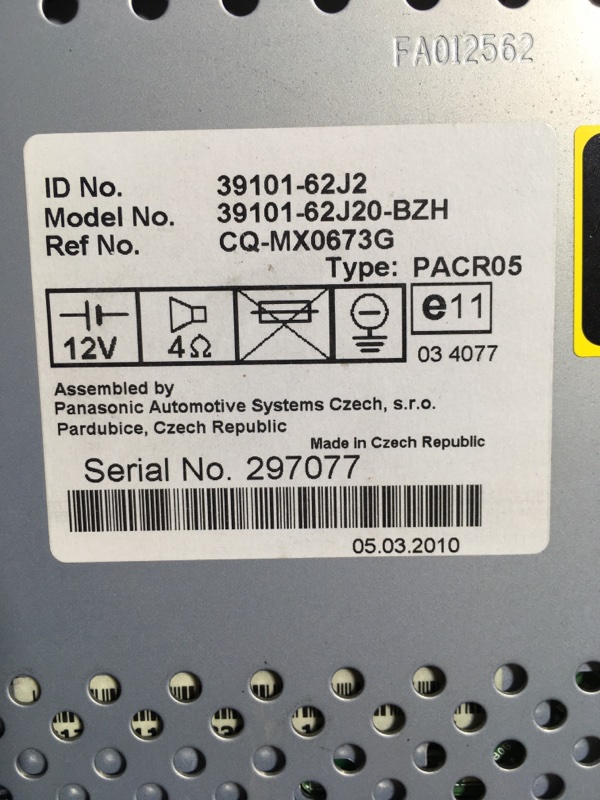 FA012562
ID No. 39101-62J2
Model No. 39101-62J20-BZH
Ref No. CQ-MX0673G
Type: PACR05
12V 4Ω e11
03 4077
Assembled by
Panasonic Automotive Systems Czech, s.r.o.
Pardubice, Czech Republic
Made in Czech Republic
Serial No. 297077
05.03.2010